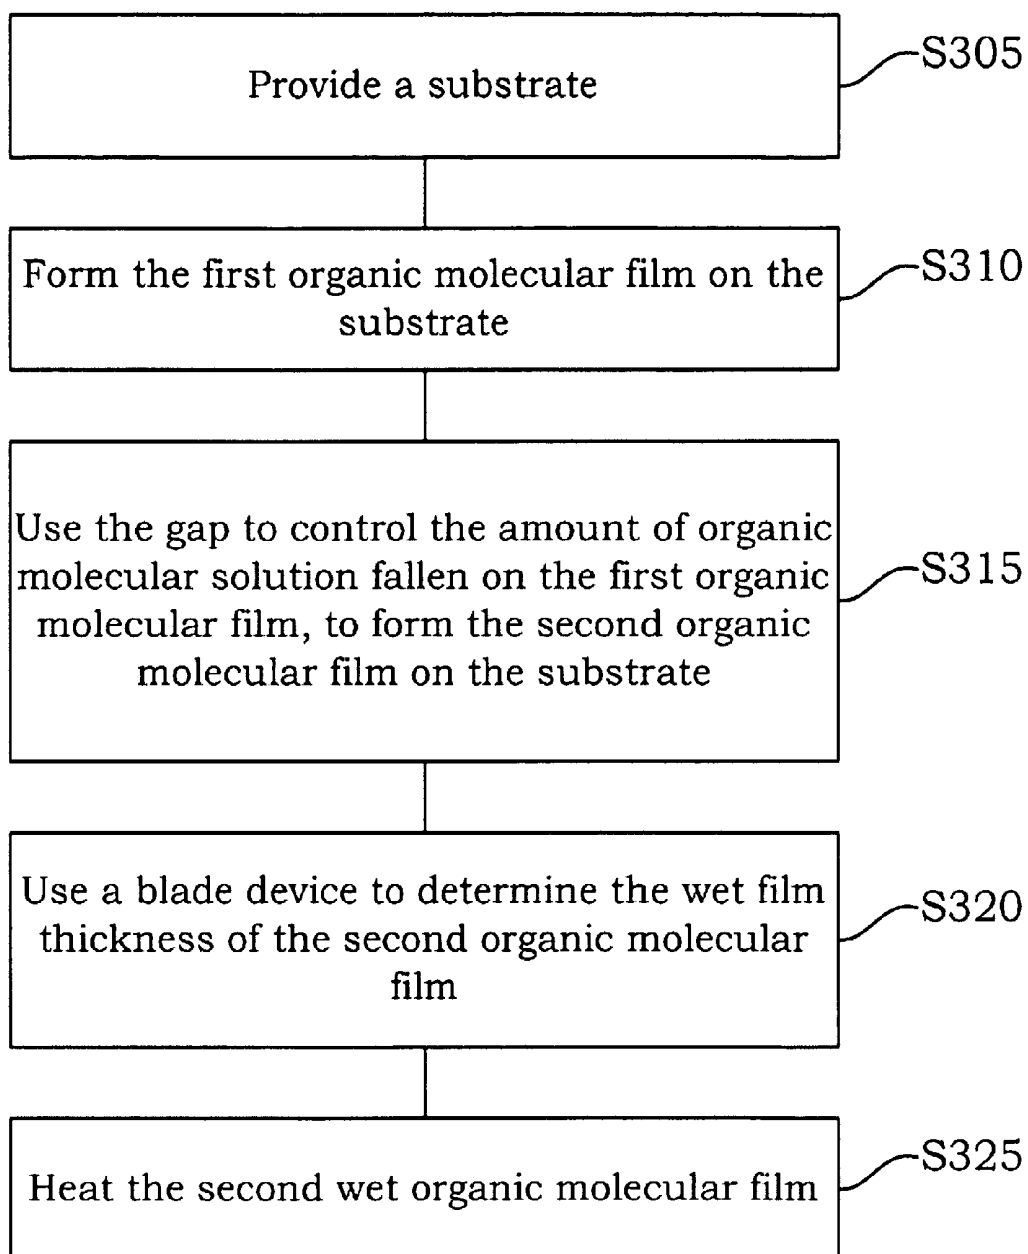 Provide a substrate
S305
Form the first organic molecular film on the
substrate
S310
Use the gap to control the amount of organic
molecular solution fallen on the first organic
molecular film, to form the second organic
molecular film on the substrate
S315
Use a blade device to determine the wet film
thickness of the second organic molecular
film
S320
Heat the second wet organic molecular film
S325